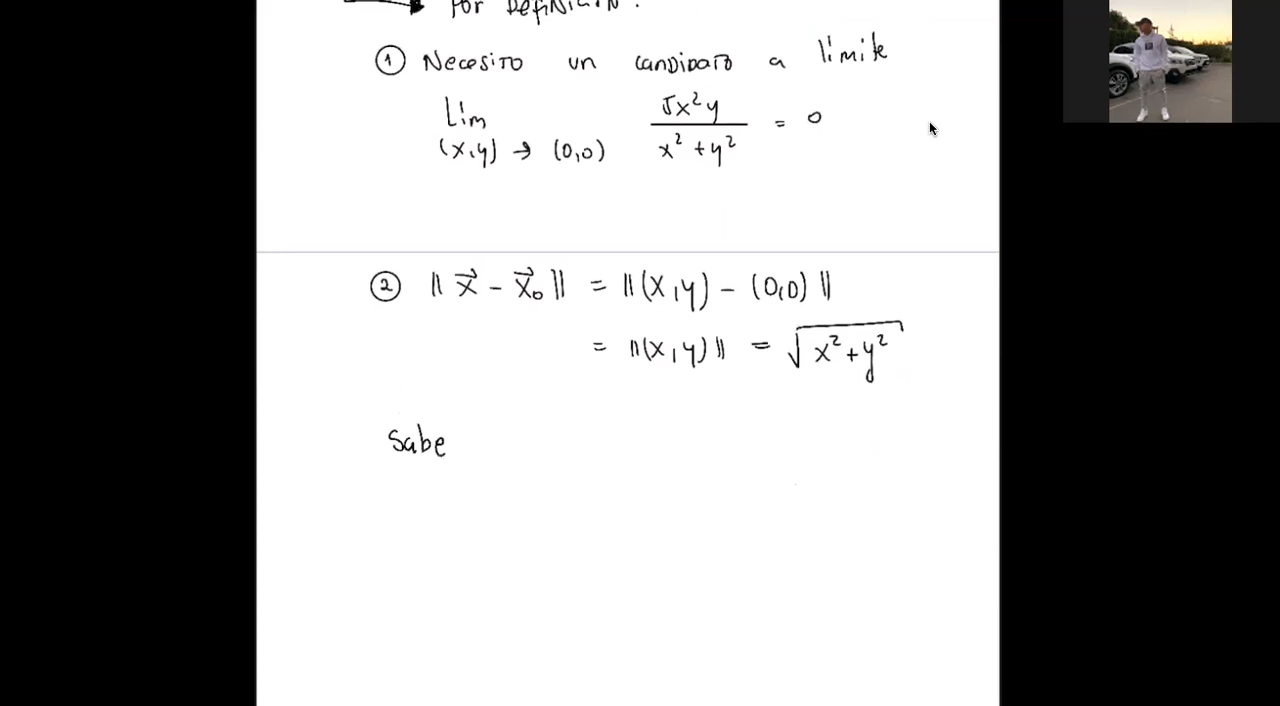 Por Definición:
① Necesito un candidato a límite
Lim 5x²y
(x,y) → (0,0) x² + y² = 0
② || x⃗ - x⃗₀ || = ||(x,y) - (0,0) ||
= ||(x,y)|| = √(x² + y²)
Sabe